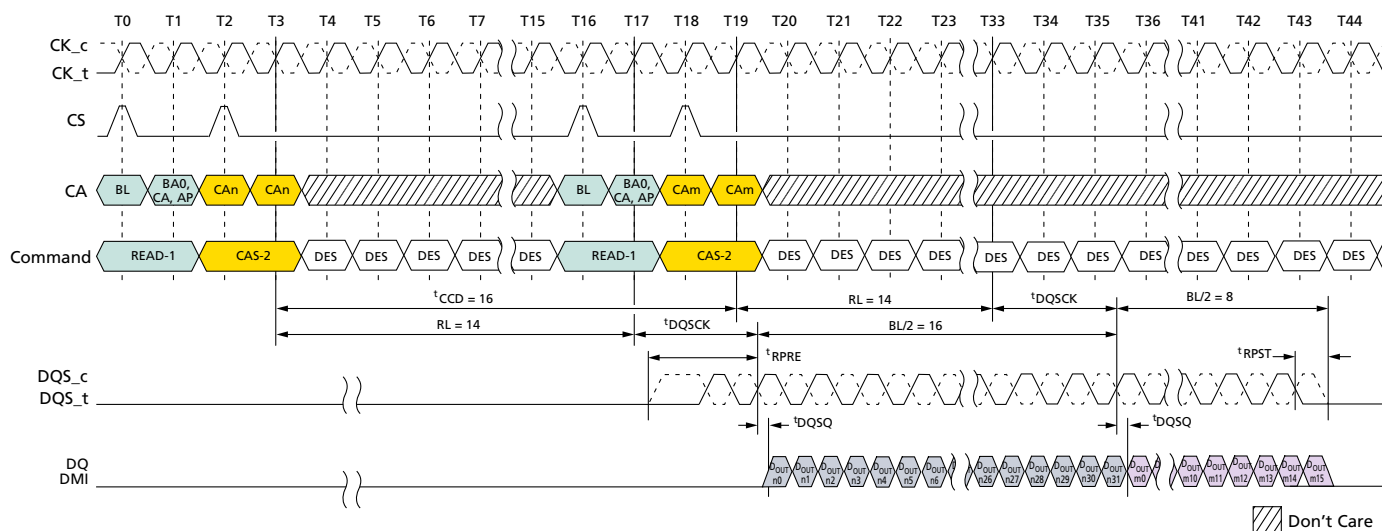 T0 T1 T2 T3 T4 T5 T6 T7 T15 T16 T17 T18 T19 T20 T21 T22 T23 T33 T34 T35 T36 T41 T42 T43 T44
CK_c
CK_t
CS
CA BL BA0, CA, AP CAn CAn BL BA0, CA, AP CAm CAm
Command READ-1 CAS-2 DES DES DES DES DES READ-1 CAS-2 DES DES DES DES DES DES DES DES DES DES DES DES
tCCD = 16 RL = 14 tDQSCK BL/2 = 8
RL = 14 tDQSCK BL/2 = 16
tRPRE tRPST
DQS_c
DQS_t
tDQSQ tDQSQ
DQ
DMI
DOUT n0 DOUT n1 DOUT n2 DOUT n3 DOUT n4 DOUT n5 DOUT n6 DOUT n26 DOUT n27 DOUT n28 DOUT n29 DOUT n30 DOUT n31 DOUT m0 DOUT m10 DOUT m11 DOUT m12 DOUT m13 DOUT m14 DOUT m15
Don't Care